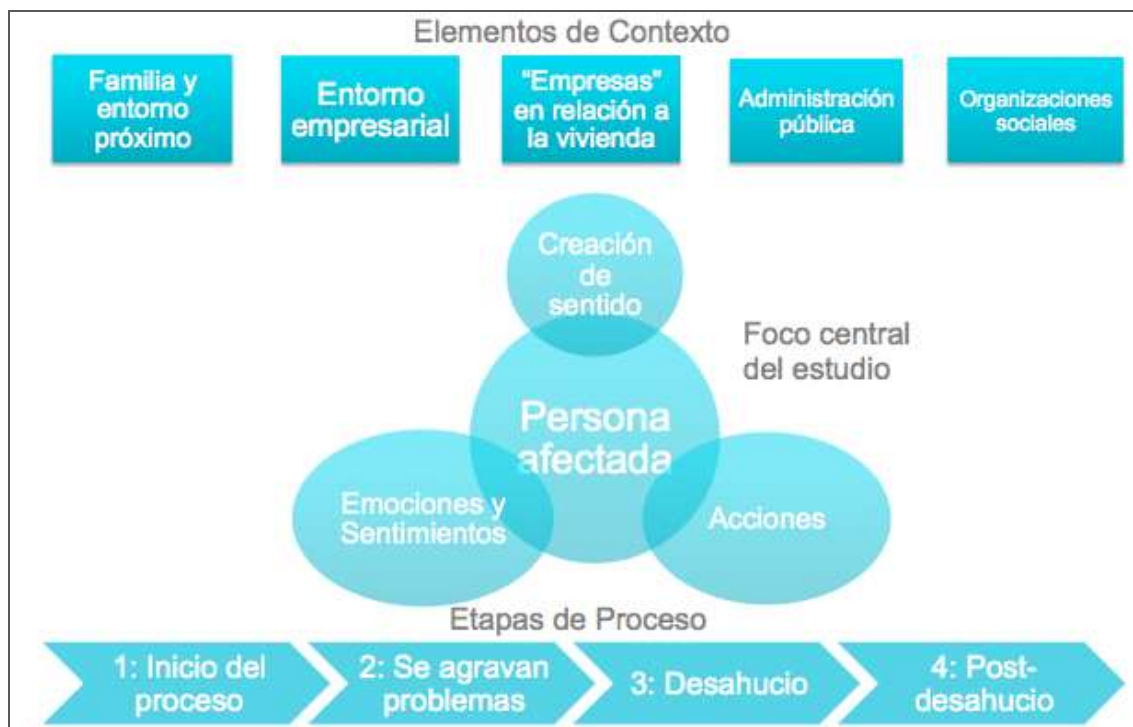 Elementos de Contexto
Familia y
entorno
próximo
Entorno
empresarial
"Empresas"
en relación a
la vivienda
Administración
pública
Organizaciones
sociales
Creación
de
sentido
Foco central
del estudio
Persona
afectada
Emociones y
Sentimientos
Acciones
Etapas de Proceso
1: Inicio del
proceso
2: Se agravan
problemas
3: Desahucio
4: Post-
desahucio